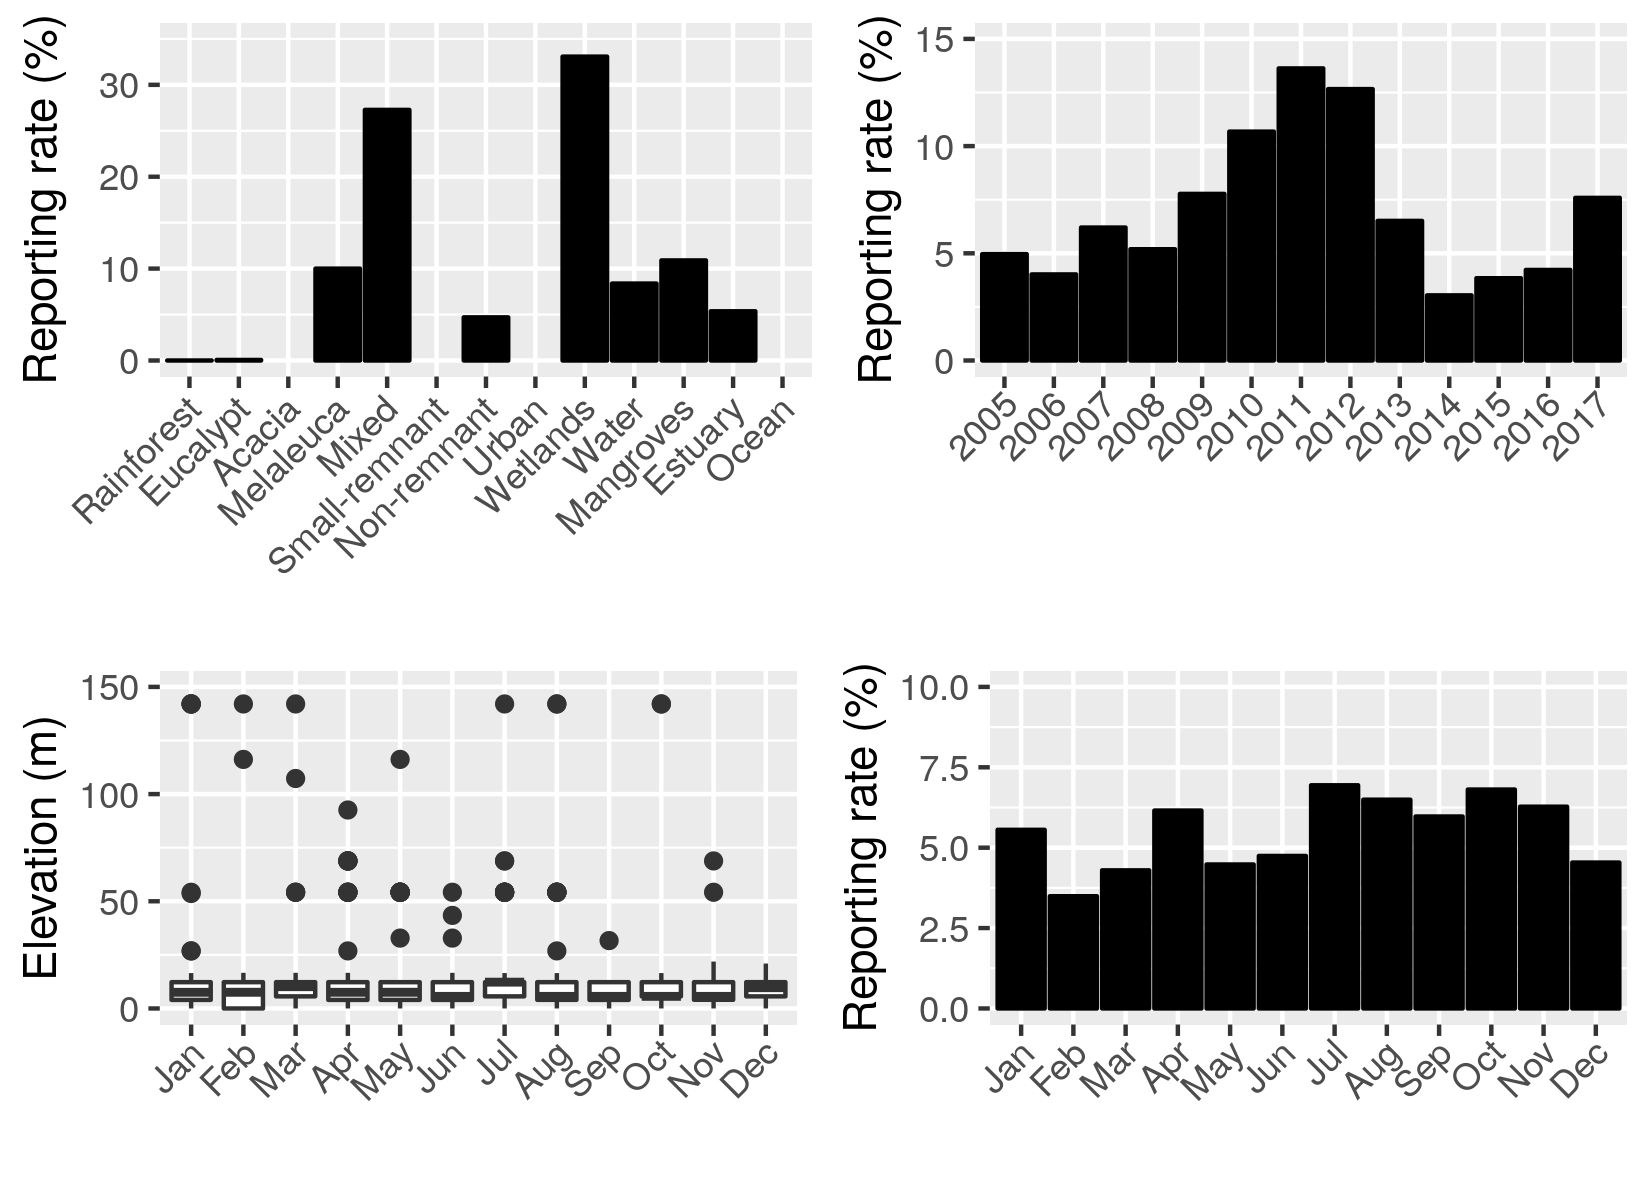 Reporting rate (%)
30
20
10
0
Rainforest
Eucalypt
Acacia
Melaleuca
Mixed
Small-remnant
Non-remnant
Urban
Wetlands
Water
Mangroves
Estuary
Ocean
Reporting rate (%)
15
10
5
0
2005
2006
2007
2008
2009
2010
2011
2012
2013
2014
2015
2016
2017
Elevation (m)
150
100
50
0
Jan
Feb
Mar
Apr
May
Jun
Jul
Aug
Sep
Oct
Nov
Dec
Reporting rate (%)
10.0
7.5
5.0
2.5
0.0
Jan
Feb
Mar
Apr
May
Jun
Jul
Aug
Sep
Oct
Nov
Dec